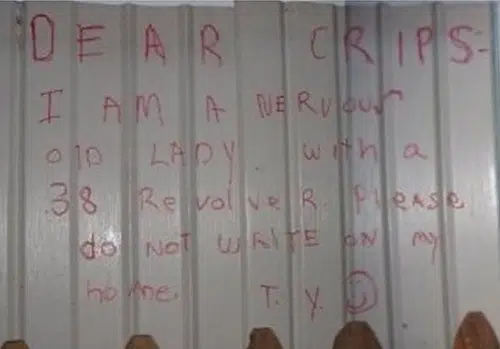 DEAR CRIPS:
I AM A NERVOUS
OlD LADY. with a
.38 RevolveR. PlEASE
do NOT WRITE ON MY
home. T.Y. ☺